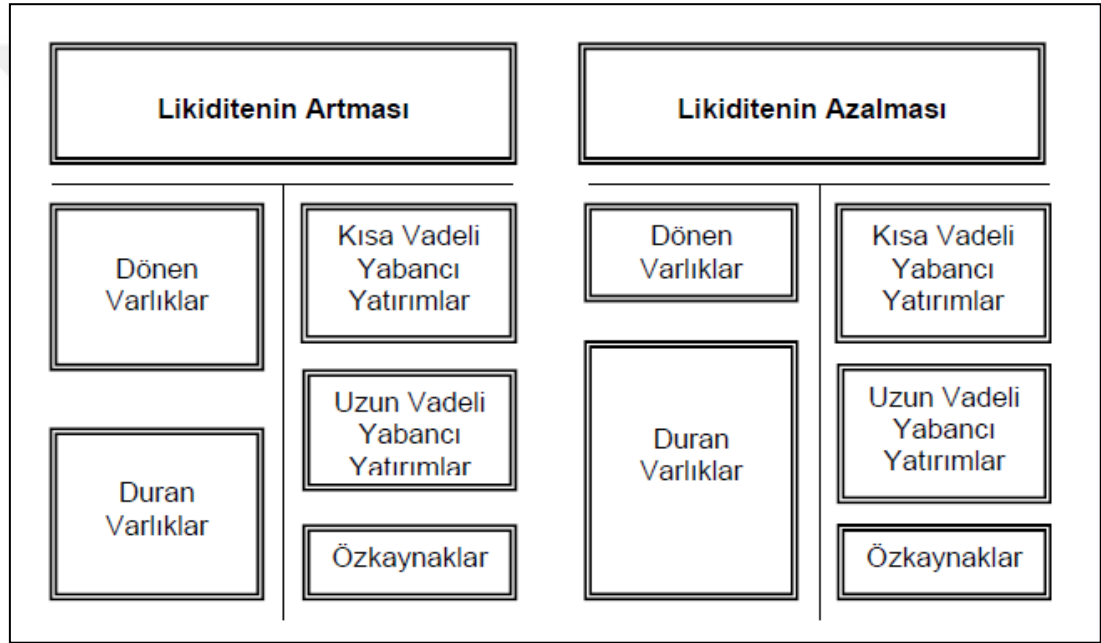 Likiditenin Artması
Dönen
Varlıklar
Duran
Varlıklar
Kısa Vadeli
Yabancı
Yatırımlar
Uzun Vadeli
Yabancı
Yatırımlar
Özkaynaklar
Likiditenin Azalması
Dönen
Varlıklar
Duran
Varlıklar
Kısa Vadeli
Yabancı
Yatırımlar
Uzun Vadeli
Yabancı
Yatırımlar
Özkaynaklar